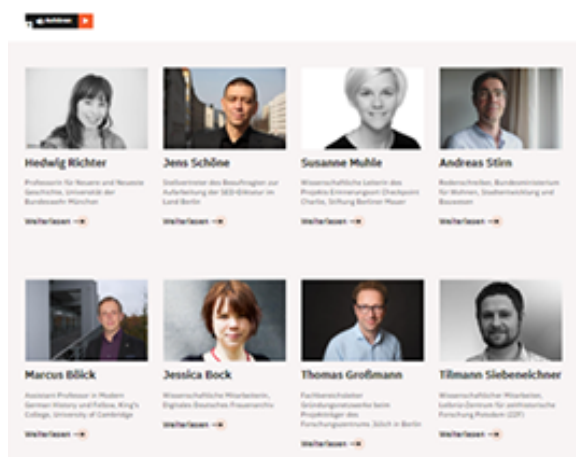 Hedwig Richter
Professorin für Neuere und Neueste
Geschichte, Universität der
Bundeswehr München
Weiterlesen →
Jens Schöne
Stellvertreter des Beauftragten zur
Aufarbeitung der SED-Diktatur im
Land Berlin
Weiterlesen →
Susanne Muhle
Wissenschaftliche Leiterin des
Projekts Erinnerungsort Checkpoint
Charlie, Stiftung Berliner Mauer
Weiterlesen →
Andreas Stirn
Redenschreiber, Bundesministerium
für Wohnen, Stadtentwicklung und
Bauwesen
Weiterlesen →
Marcus Böick
Assistant Professor in Modern
German History und Fellow, King's
College, University of Cambridge
Weiterlesen →
Jessica Bock
Wissenschaftliche Mitarbeiterin,
Digitales Deutsches Frauenarchiv
Weiterlesen →
Thomas Großmann
Fachbereichsleiter
Gründungsnetzwerke beim
Projektträger des
Forschungszentrums Jülich in Berlin
Weiterlesen →
Tilmann Siebeneichner
Wissenschaftlicher Mitarbeiter,
Leibniz-Zentrum für zeithistorische
Forschung Potsdam (ZZF)
Weiterlesen →